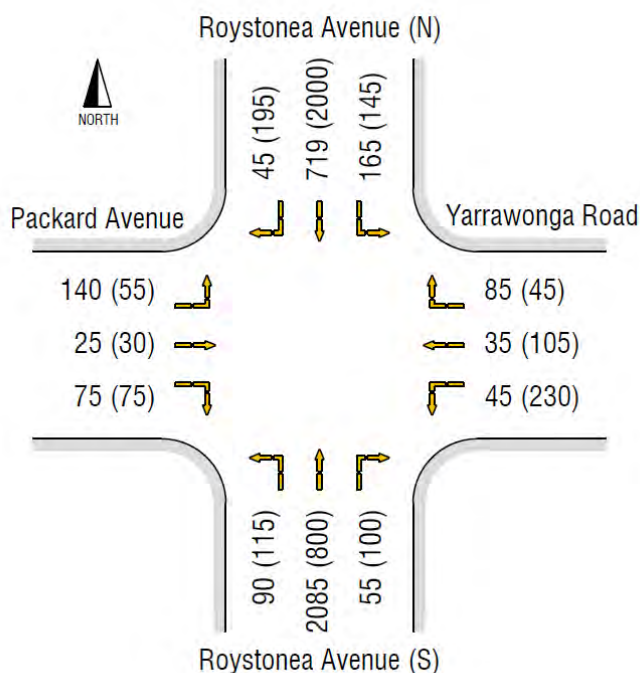 Roystonea Avenue (N)
45 (195)
719 (2000)
165 (145)
NORTH
Packard Avenue
Yarrawonga Road
140 (55)
85 (45)
25 (30)
35 (105)
75 (75)
45 (230)
90 (115)
2085 (800)
55 (100)
Roystonea Avenue (S)